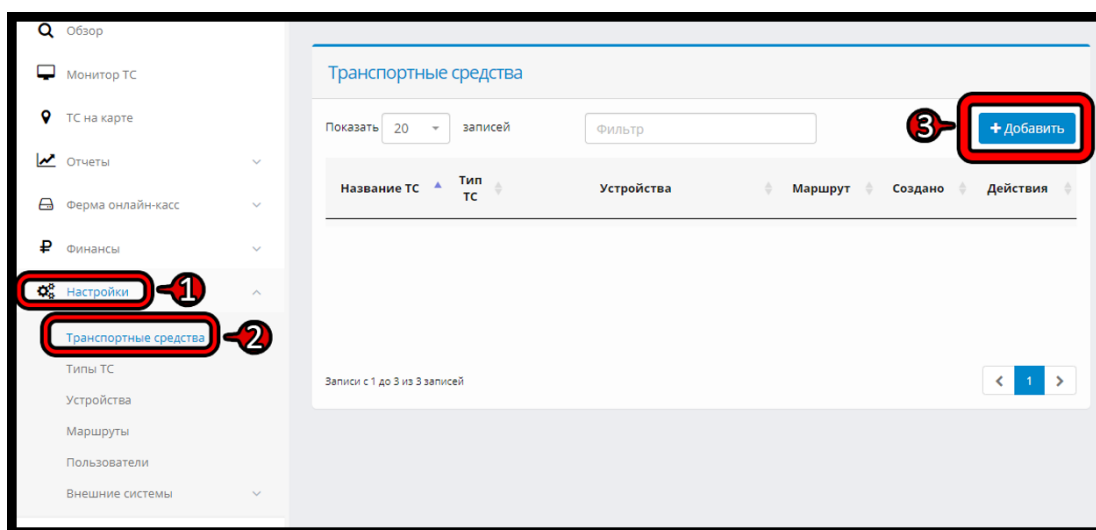 Обзор
Монитор ТС
ТС на карте
Отчеты
Ферма онлайн-касс
Финансы
Настройки
1
Транспортные средства
2
Типы ТС
Устройства
Маршруты
Пользователи
Внешние системы
Транспортные средства
Показать 20 записей Фильтр 3 + Добавить
Название ТС Тип ТС Устройства Маршрут Создано Действия
Записи с 1 до 3 из 3 записей < 1 >